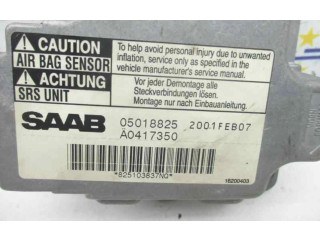 CAUTION
AIR BAG SENSOR
ACHTUNG
SRS UNIT
To help avoid personal injury due to unwanted
inflation, service only as specified in the
vehicle manufacturer's service manual.
Vor jeder Demontage alle
Steckverbindungen lösen!
Montage nur nach Einbauanleitung.
SAAB 05018825 2001FEB07
A0417350
*825103637NQ*
16200403